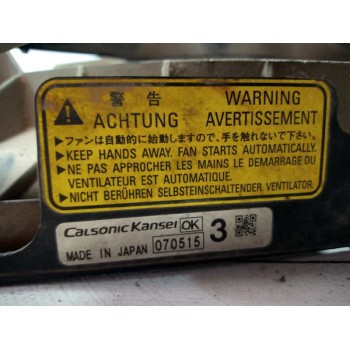 警告 WARNING
ACHTUNG AVERTISSEMENT
▶ファンは自動的に始動しますので、手を触れないで下さい。
▶KEEP HANDS AWAY. FAN STARTS AUTOMATICALLY.
▶NE PAS APPROCHER LES MAINS LE DEMARRAGE DU
VENTILATEUR EST AUTOMATIQUE.
▶NICHT BERÜHREN SELBSTEINSCHALTENDER VENTILATOR.
CalsonicKansei OK 3
MADE IN JAPAN 070515